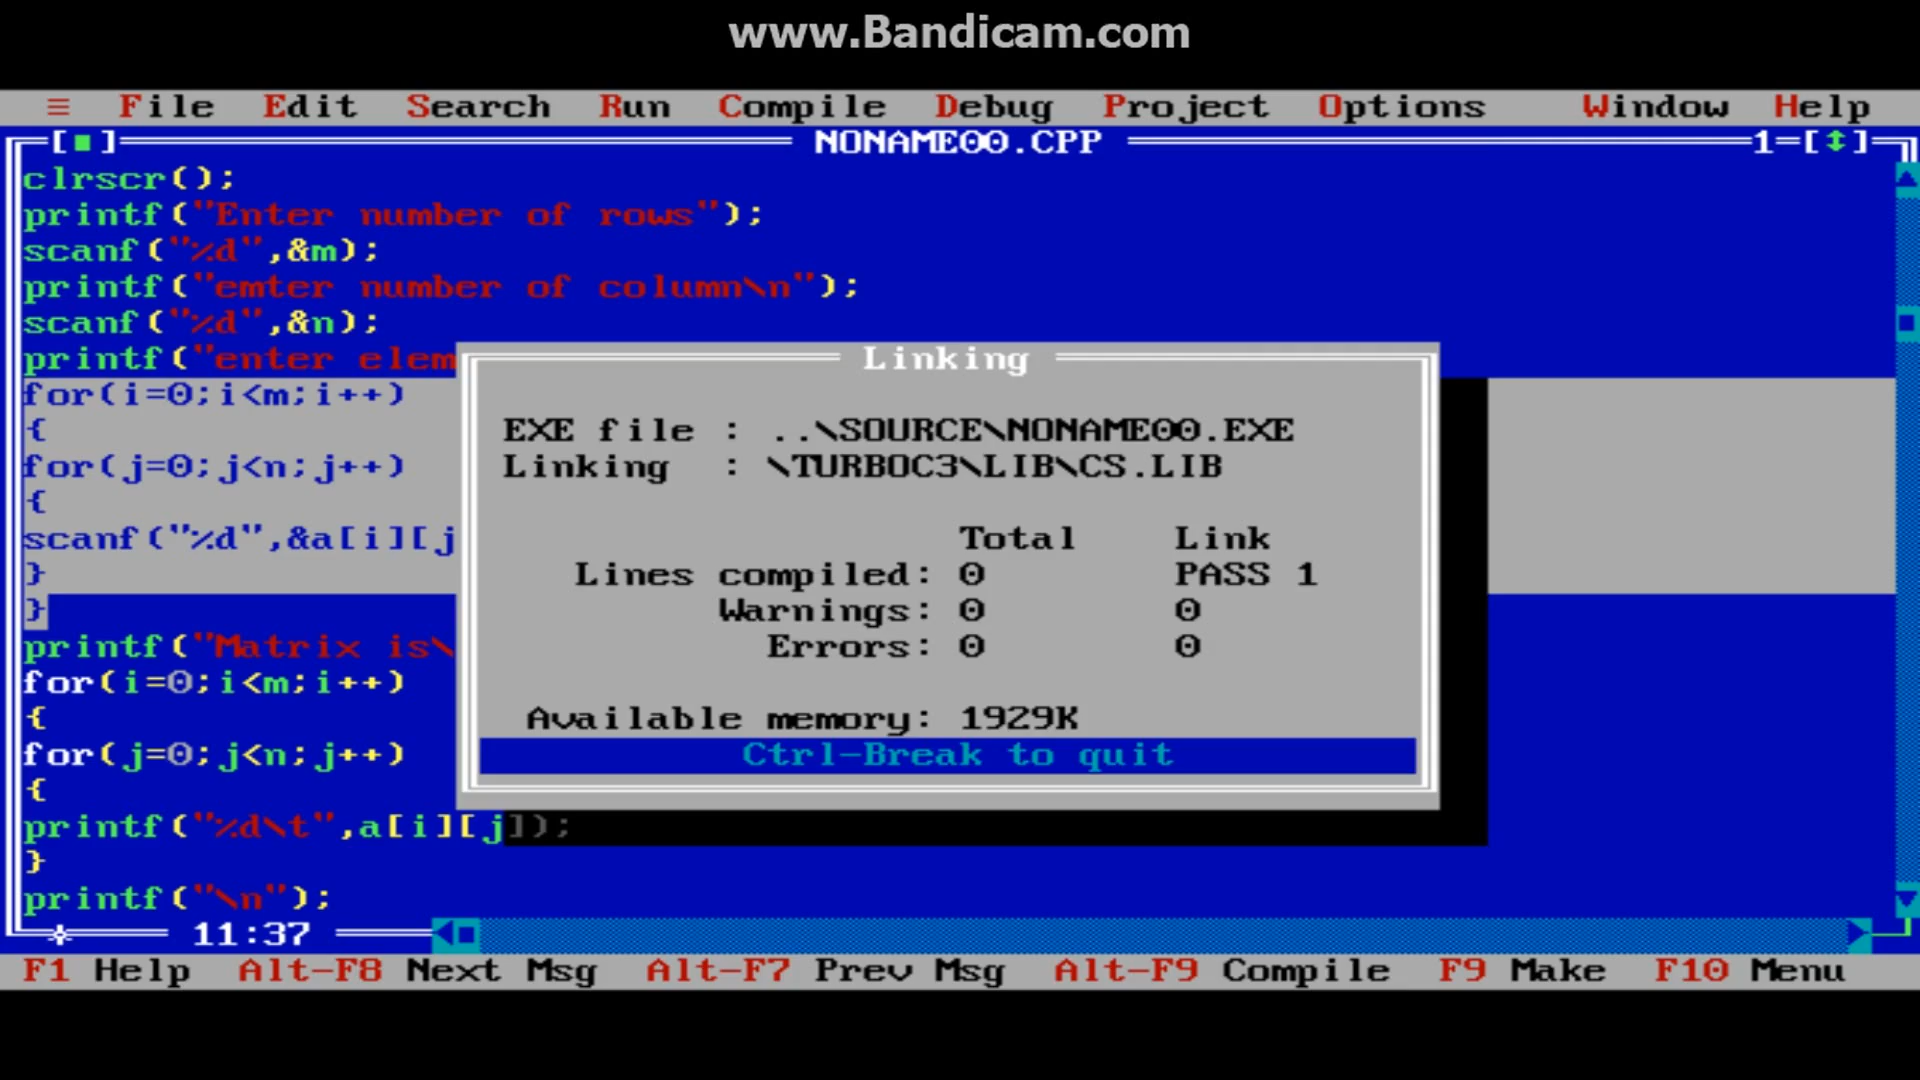 www.Bandicam.com
≡ File Edit Search Run Compile Debug Project Options Window Help
[■] NONAME00.CPP 1=[↕]
clrscr();
printf("Enter number of rows");
scanf("%d",&m);
printf("emter number of column\n");
scanf("%d",&n);
printf("enter elem
for(i=0;i<m;i++)
{
for(j=0;j<n;j++)
{
scanf("%d",&a[i][j
}
}
printf("Matrix is\
for(i=0;i<m;i++)
{
for(j=0;j<n;j++)
{
printf("%d\t",a[i][j]);
}
printf("\n");
11:37
Linking
EXE file : ..\SOURCE\NONAME00.EXE
Linking : \TURBOC3\LIB\CS.LIB
Total Link
Lines compiled: 0 PASS 1
Warnings: 0 0
Errors: 0 0
Available memory: 1929K
Ctrl-Break to quit
F1 Help Alt-F8 Next Msg Alt-F7 Prev Msg Alt-F9 Compile F9 Make F10 Menu